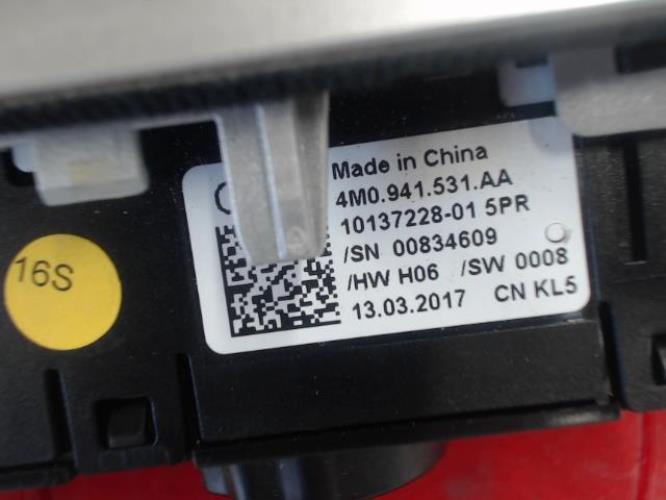 Made in China
4M0.941.531.AA
10137228-01 5PR
/SN 00834609
/HW H06 /SW 0008
13.03.2017 CN KL5
16S